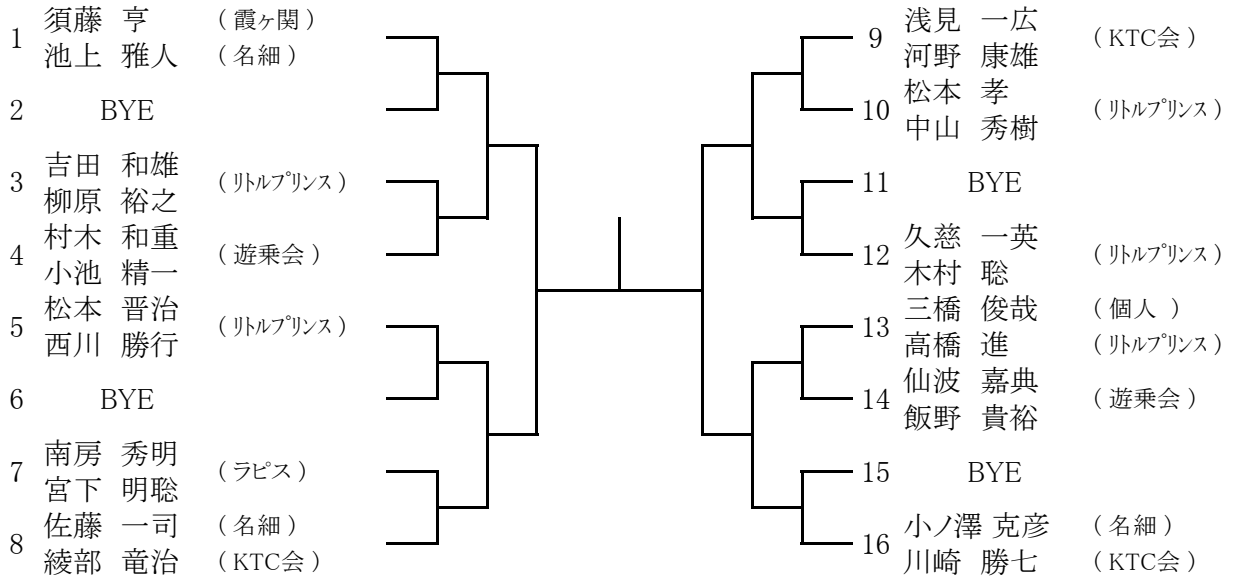 1 須藤 亨 (霞ヶ関)
池上 雅人 (名細)
2 BYE
3 吉田 和雄 (リトルプリンス)
柳原 裕之
4 村木 和重 (遊乗会)
小池 精一
5 松本 晋治 (リトルプリンス)
西川 勝行
6 BYE
7 南房 秀明 (ラピス)
宮下 明聡
8 佐藤 一司 (名細)
綾部 竜治 (KTC会)
9 浅見 一広 (KTC会)
河野 康雄
10 松本 孝 (リトルプリンス)
中山 秀樹
11 BYE
12 久慈 一英 (リトルプリンス)
木村 聡
13 三橋 俊哉 (個人)
高橋 進 (リトルプリンス)
14 仙波 嘉典 (遊乗会)
飯野 貴裕
15 BYE
16 小ノ澤 克彦 (名細)
川崎 勝七 (KTC会)